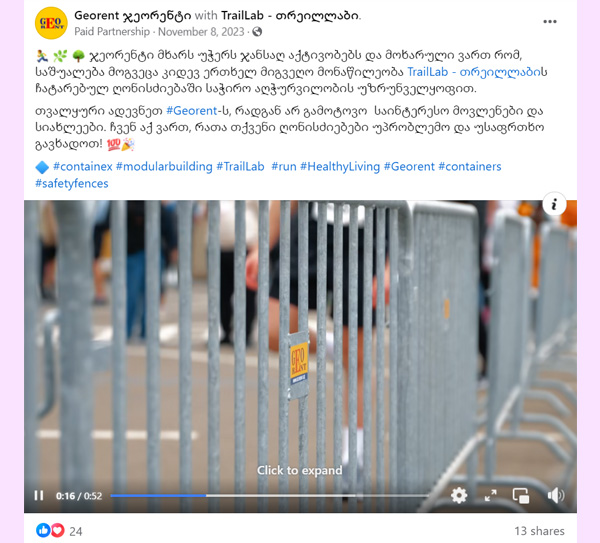 Georent ჯეორენტი with TrailLab - თრეილლაბი.
Paid Partnership · November 8, 2023 ·
ჯეორენტი მხარს უჭერს ჯანსაღ აქტივობებს და მოხარული ვართ რომ,
საშუალება მოგვეცა კიდევ ერთხელ მიგვეღო მონაწილეობა TrailLab - თრეილლაბის
ჩატარებულ ღონისძიებაში საჭირო აღჭურვილობის უზრუნველყოფით.
თვალყური ადევნეთ #Georent-ს, რადგან არ გამოტოვო საინტერესო მოვლენები და
სიახლეები. ჩვენ აქ ვართ, რათა თქვენი ღონისძიებები უპრობლემო და უსაფრთხო
გავხადოთ! 💯🎉
#containex #modularbuilding #TrailLab #run #HealthyLiving #Georent #containers
#safetyfences
GEO
RENT
Click to expand
0:16 / 0:52
24
13 shares